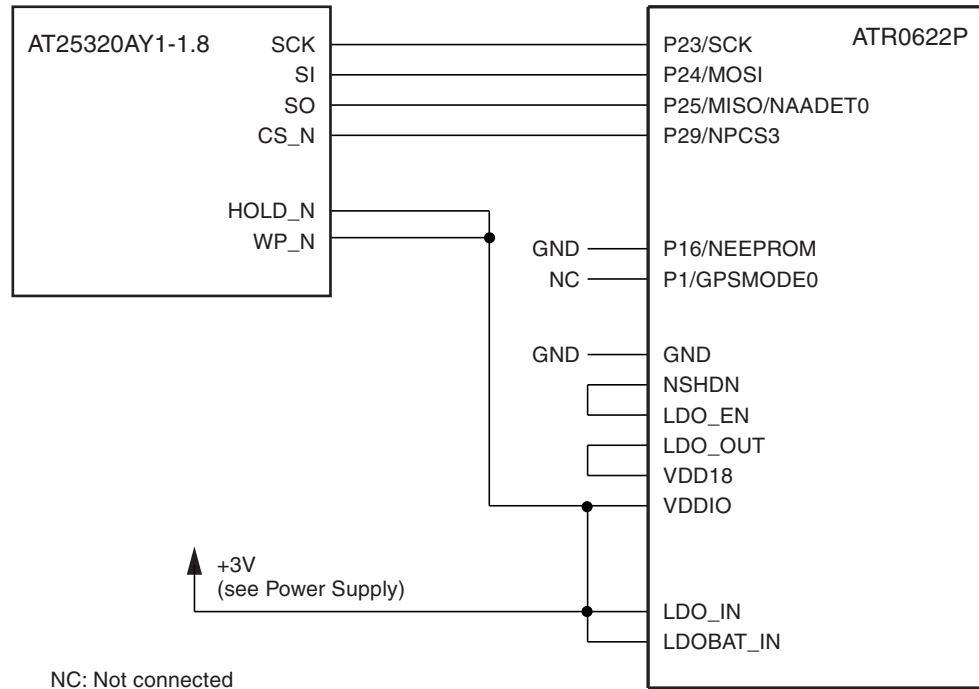 AT25320AY1-1.8
SCK
SI
SO
CS_N
HOLD_N
WP_N
ATR0622P
P23/SCK
P24/MOSI
P25/MISO/NAADET0
P29/NPCS3
GND
P16/NEEPROM
NC
P1/GPSMODE0
GND
GND
NSHDN
LDO_EN
LDO_OUT
VDD18
VDDIO
+3V
(see Power Supply)
LDO_IN
LDOBAT_IN
NC: Not connected